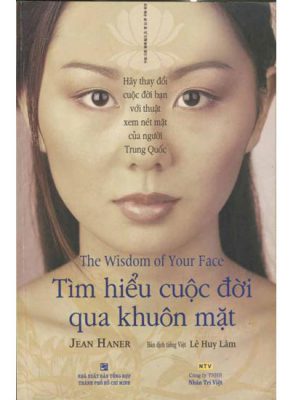 Hãy thay đổi
cuộc đời bạn
với thuật
xem nét mặt
của người
Trung Quốc
The Wisdom of Your Face
Tìm hiểu cuộc đời
qua khuôn mặt
JEAN HANER Bản dịch tiếng Việt Lê Huy Lâm
NHÀ XUẤT BẢN TỔNG HỢP
THÀNH PHỐ HỒ CHÍ MINH
NTV
Công ty TNHH
Nhân Trí Việt